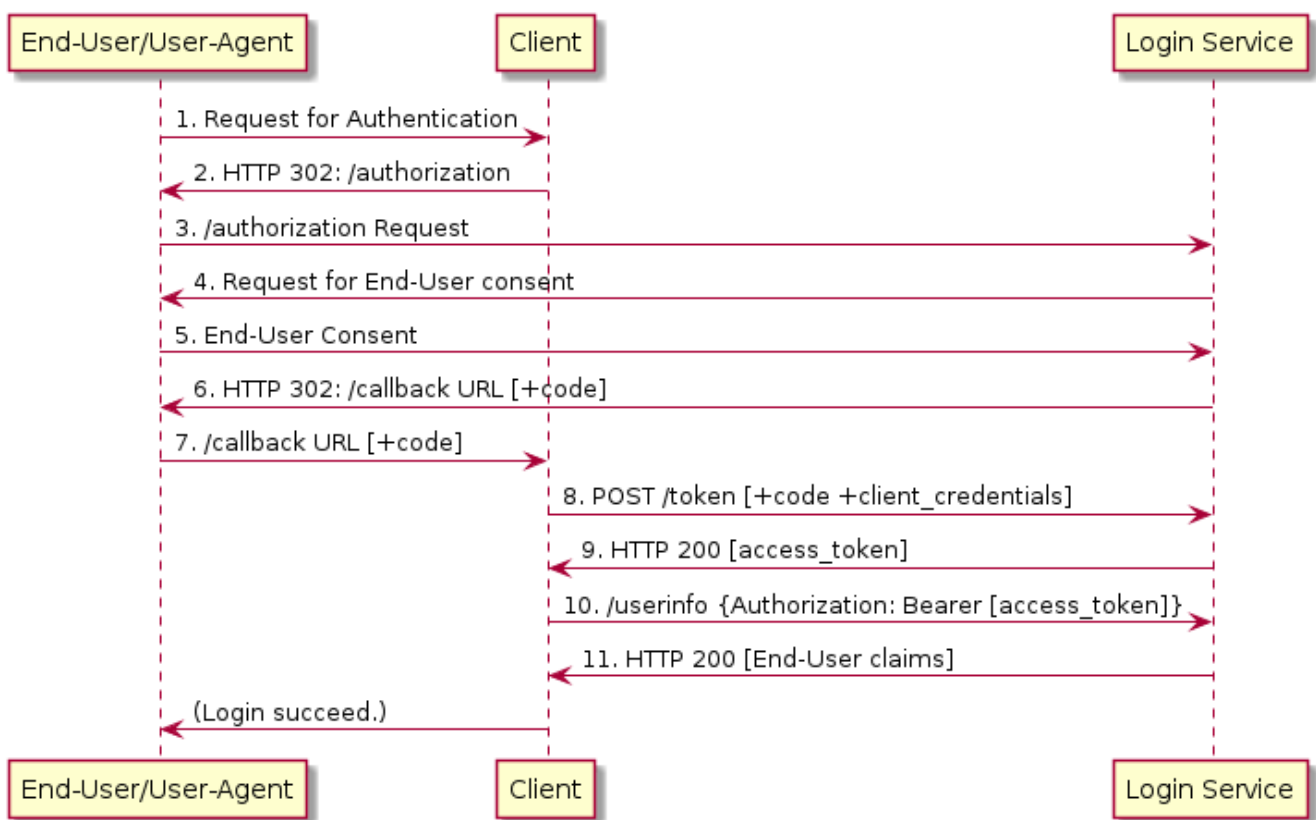 End-User/User-Agent
Client
Login Service
1. Request for Authentication
2. HTTP 302: /authorization
3. /authorization Request
4. Request for End-User consent
5. End-User Consent
6. HTTP 302: /callback URL [+code]
7. /callback URL [+code]
8. POST /token [+code +client_credentials]
9. HTTP 200 [access_token]
10. /userinfo {Authorization: Bearer [access_token]}
11. HTTP 200 [End-User claims]
(Login succeed.)
End-User/User-Agent
Client
Login Service